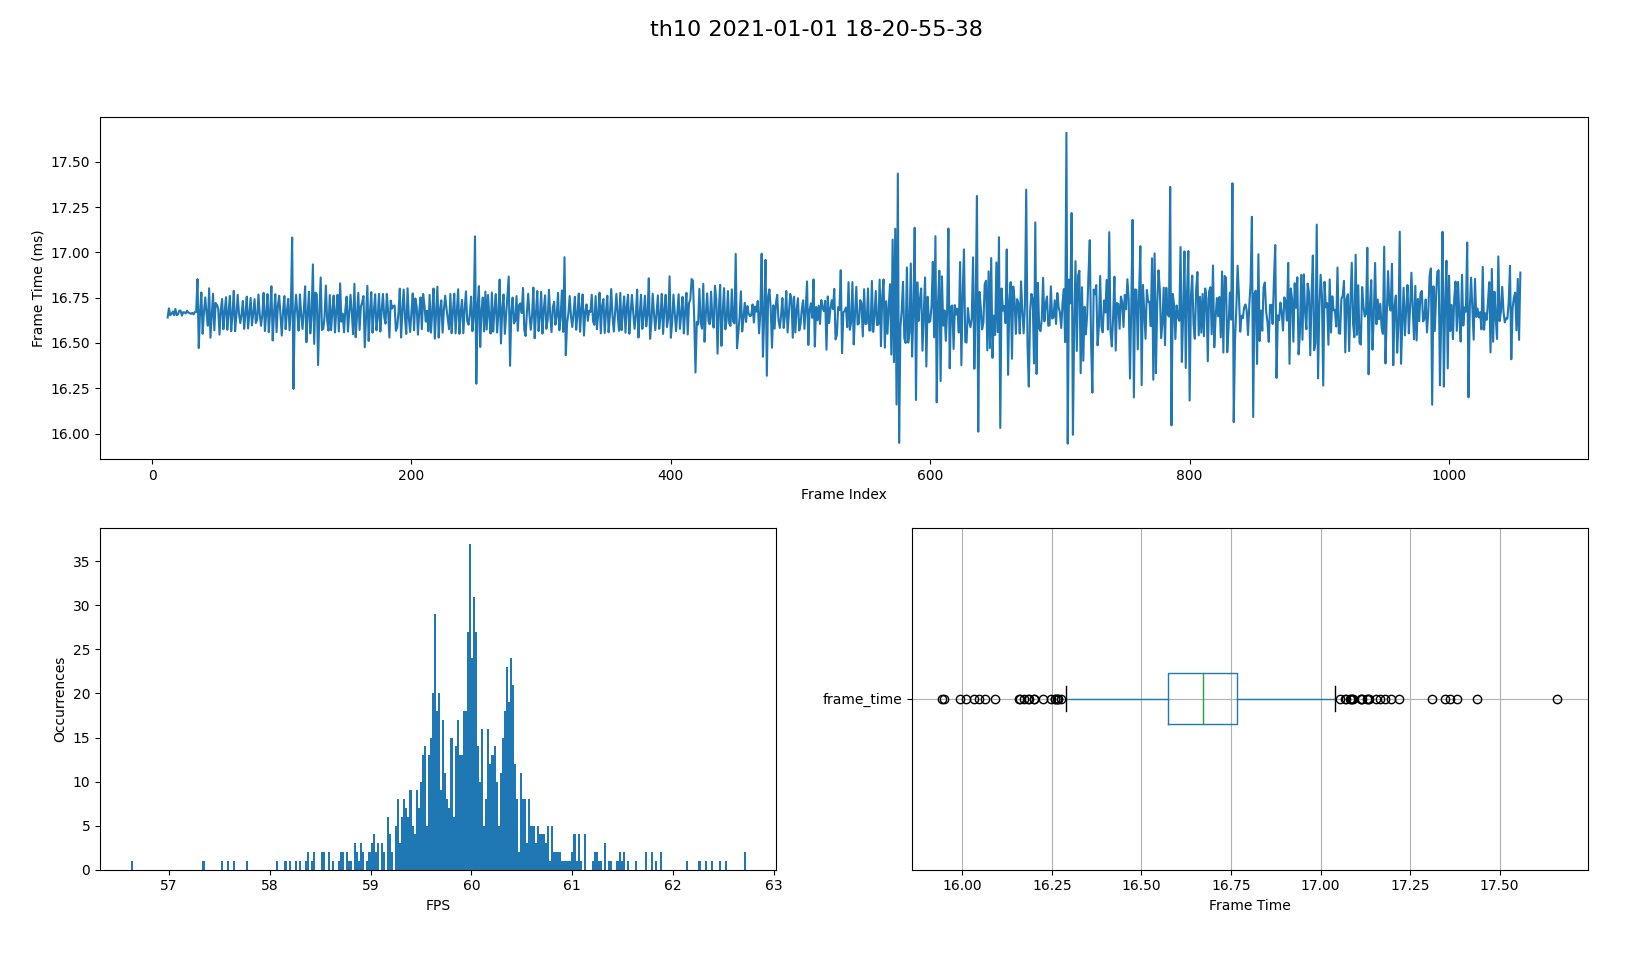 th10 2021-01-01 18-20-55-38
Frame Time (ms)
17.50
17.25
17.00
16.75
16.50
16.25
16.00
0 200 400 600 800 1000
Frame Index
Occurrences
35
30
25
20
15
10
5
0
57 58 59 60 61 62 63
FPS
frame_time
16.00 16.25 16.50 16.75 17.00 17.25 17.50
Frame Time